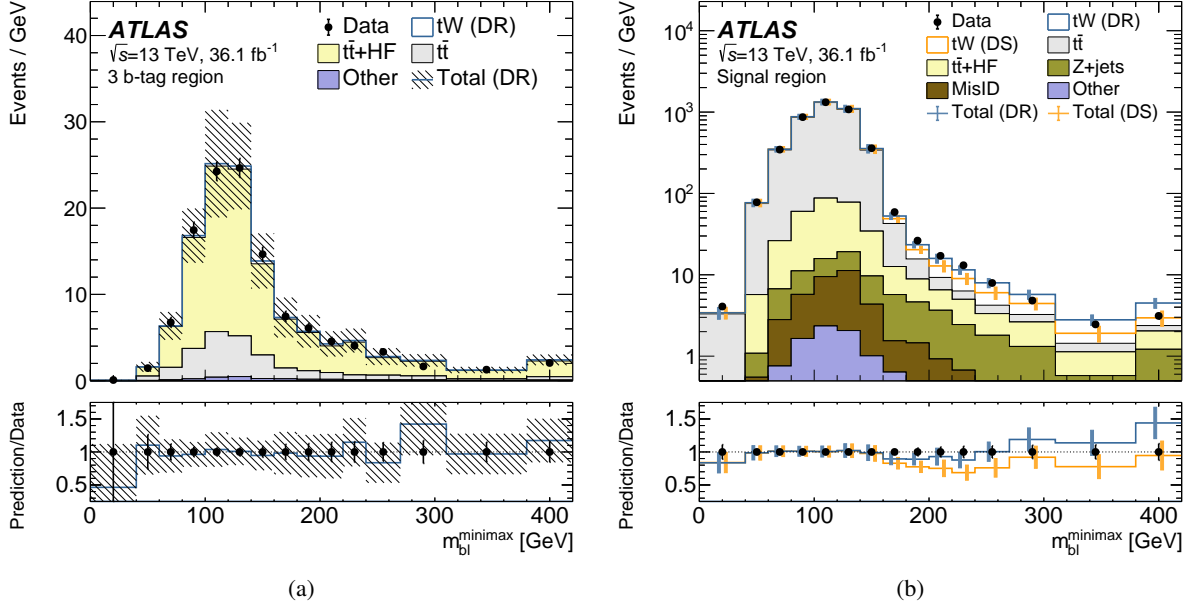 Events / GeV
ATLAS
√s=13 TeV, 36.1 fb⁻¹
3 b-tag region
Data
tW (DR)
tt̄+HF
tt̄
Other
Total (DR)
40
30
20
10
0
Prediction/Data
1.5
1
0.5
0 100 200 300 400
m_bl^minimax [GeV]
(a)
Events / GeV
ATLAS
√s=13 TeV, 36.1 fb⁻¹
Signal region
Data
tW (DR)
tW (DS)
tt̄
tt̄+HF
Z+jets
MisID
Other
Total (DR)
Total (DS)
10⁴
10³
10²
10
1
Prediction/Data
1.5
1
0.5
0 100 200 300 400
m_bl^minimax [GeV]
(b)